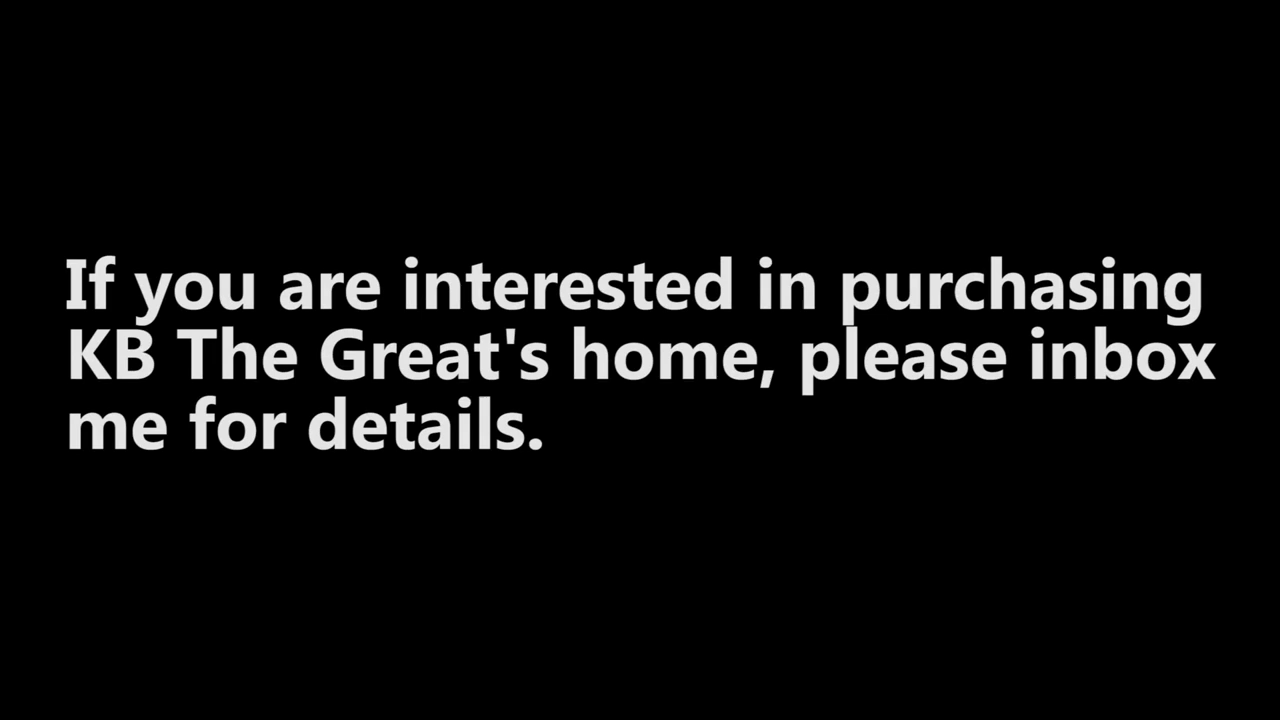 If you are interested in purchasing
KB The Great's home, please inbox
me for details.